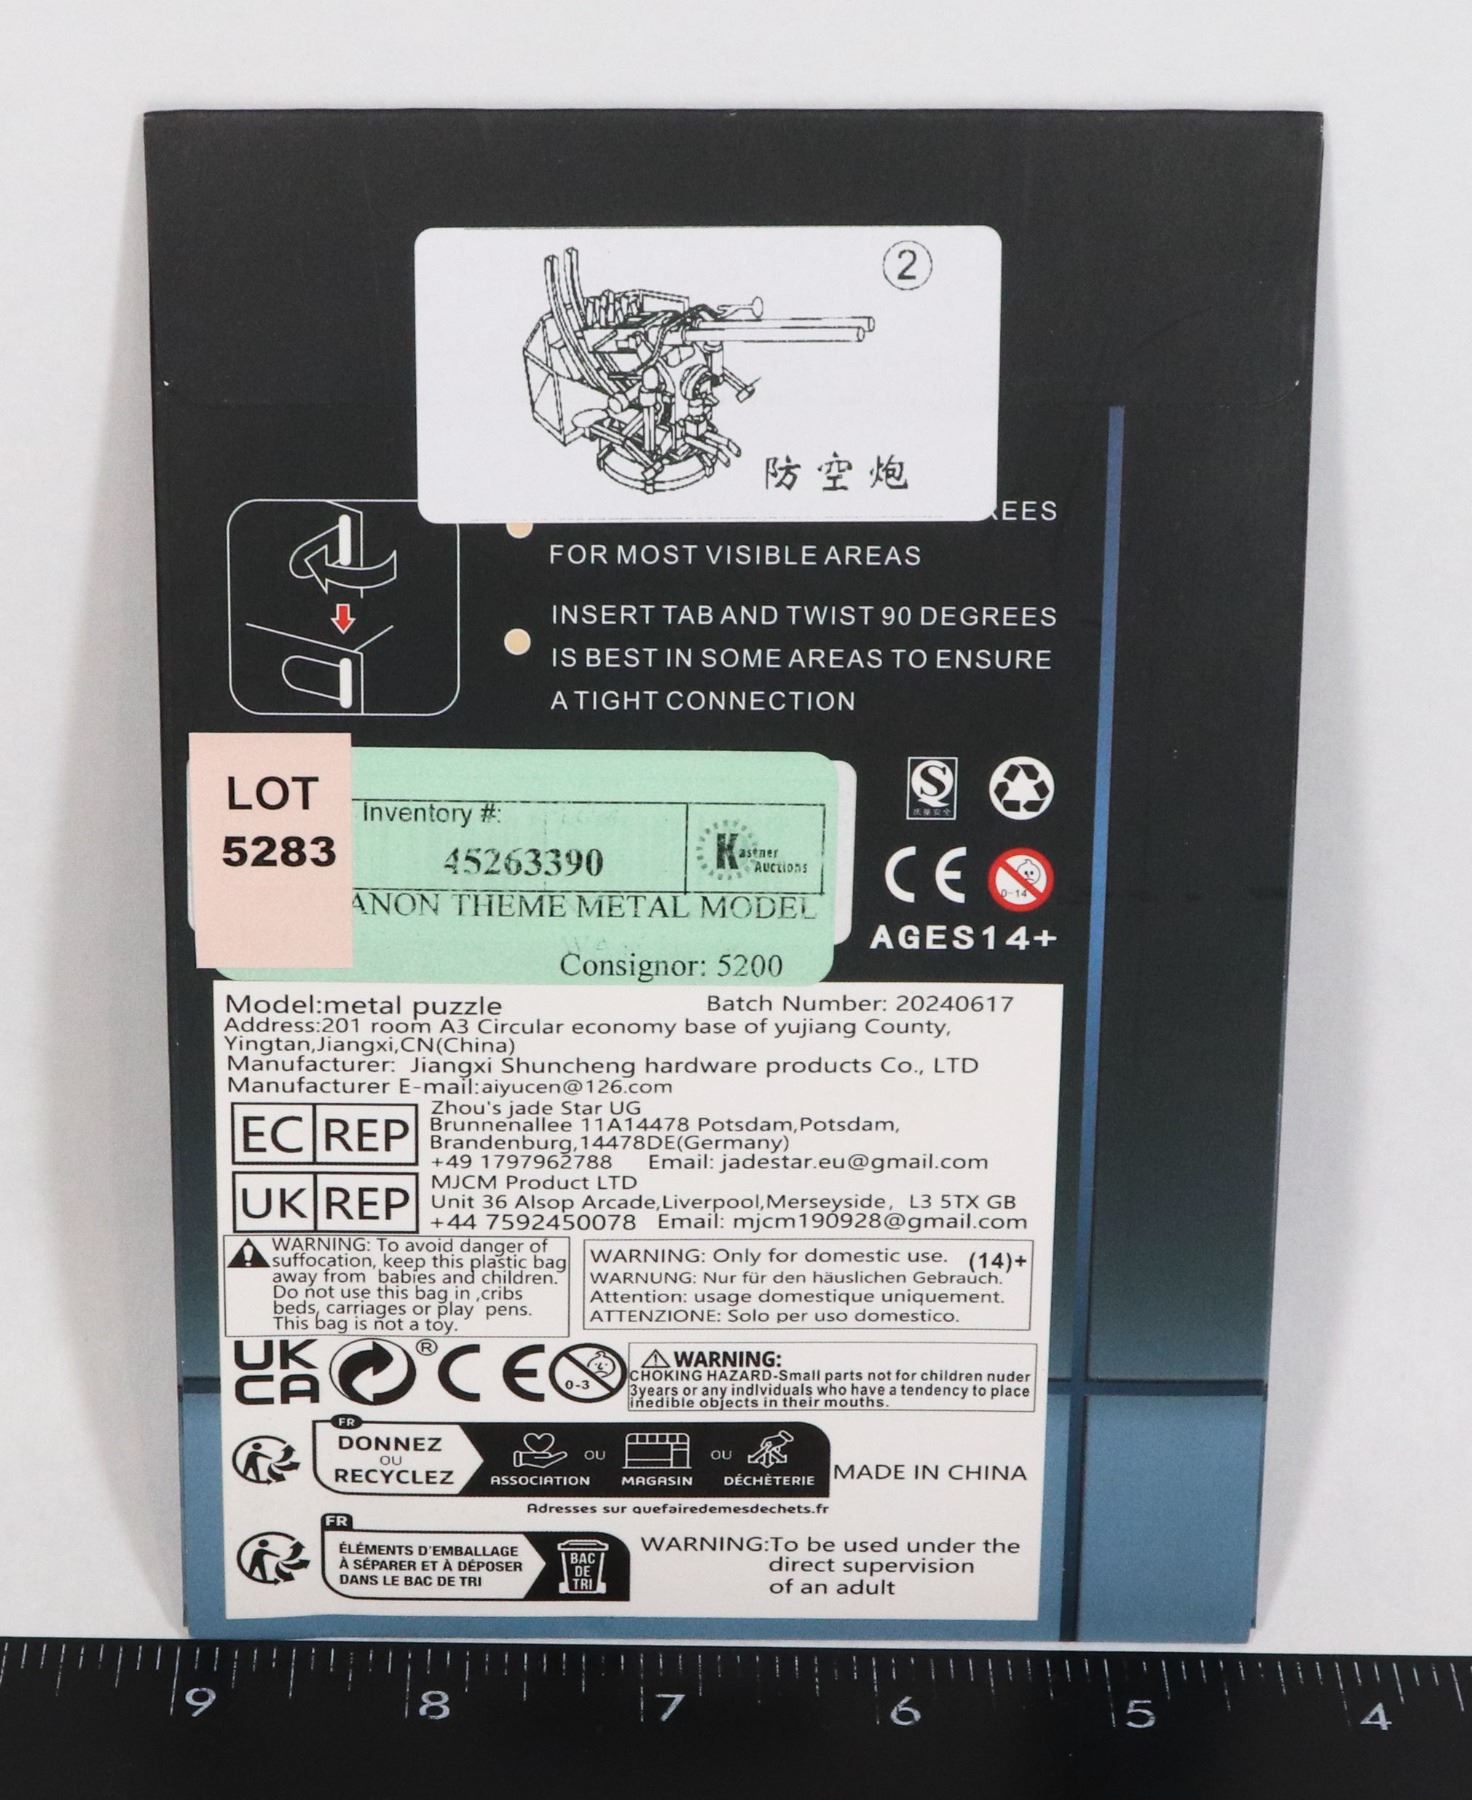 ②
防空炮
REES
FOR MOST VISIBLE AREAS
INSERT TAB AND TWIST 90 DEGREES
IS BEST IN SOME AREAS TO ENSURE
A TIGHT CONNECTION
LOT
5283
Inventory #:
45263390
Kastner
Auctions
ANON THEME METAL MODEL
Consignor: 5200
S
CE
0-14
AGES14+
Model:metal puzzle
Batch Number: 20240617
Address:201 room A3 Circular economy base of yujiang County,
Yingtan,Jiangxi,CN(China)
Manufacturer: Jiangxi Shuncheng hardware products Co., LTD
Manufacturer E-mail:aiyucen@126.com
EC REP
Zhou's jade Star UG
Brunnenallee 11A14478 Potsdam,Potsdam,
Brandenburg,14478DE(Germany)
+49 1797962788 Email: jadestar.eu@gmail.com
UK REP
MJCM Product LTD
Unit 36 Alsop Arcade,Liverpool,Merseyside, L3 5TX GB
+44 7592450078 Email: mjcm190928@gmail.com
WARNING: To avoid danger of
suffocation, keep this plastic bag
away from babies and children.
Do not use this bag in ,cribs
beds, carriages or play pens.
This bag is not a toy.
WARNING: Only for domestic use. (14)+
WARNUNG: Nur für den häuslichen Gebrauch.
Attention: usage domestique uniquement.
ATTENZIONE: Solo per uso domestico.
UK
CA
®
CE
0-3
WARNING:
CHOKING HAZARD-Small parts not for children nuder
3years or any individuals who have a tendency to place
inedible objects in their mouths.
FR
DONNEZ
OU
RECYCLEZ
ASSOCIATION
OU
MAGASIN
OU
DÉCHÈTERIE
MADE IN CHINA
Adresses sur quefairedemesdechets.fr
FR
ÉLÉMENTS D'EMBALLAGE
À SÉPARER ET À DÉPOSER
DANS LE BAC DE TRI
BAC
DE
TRI
WARNING:To be used under the
direct supervision
of an adult
9 8 7 6 5 4